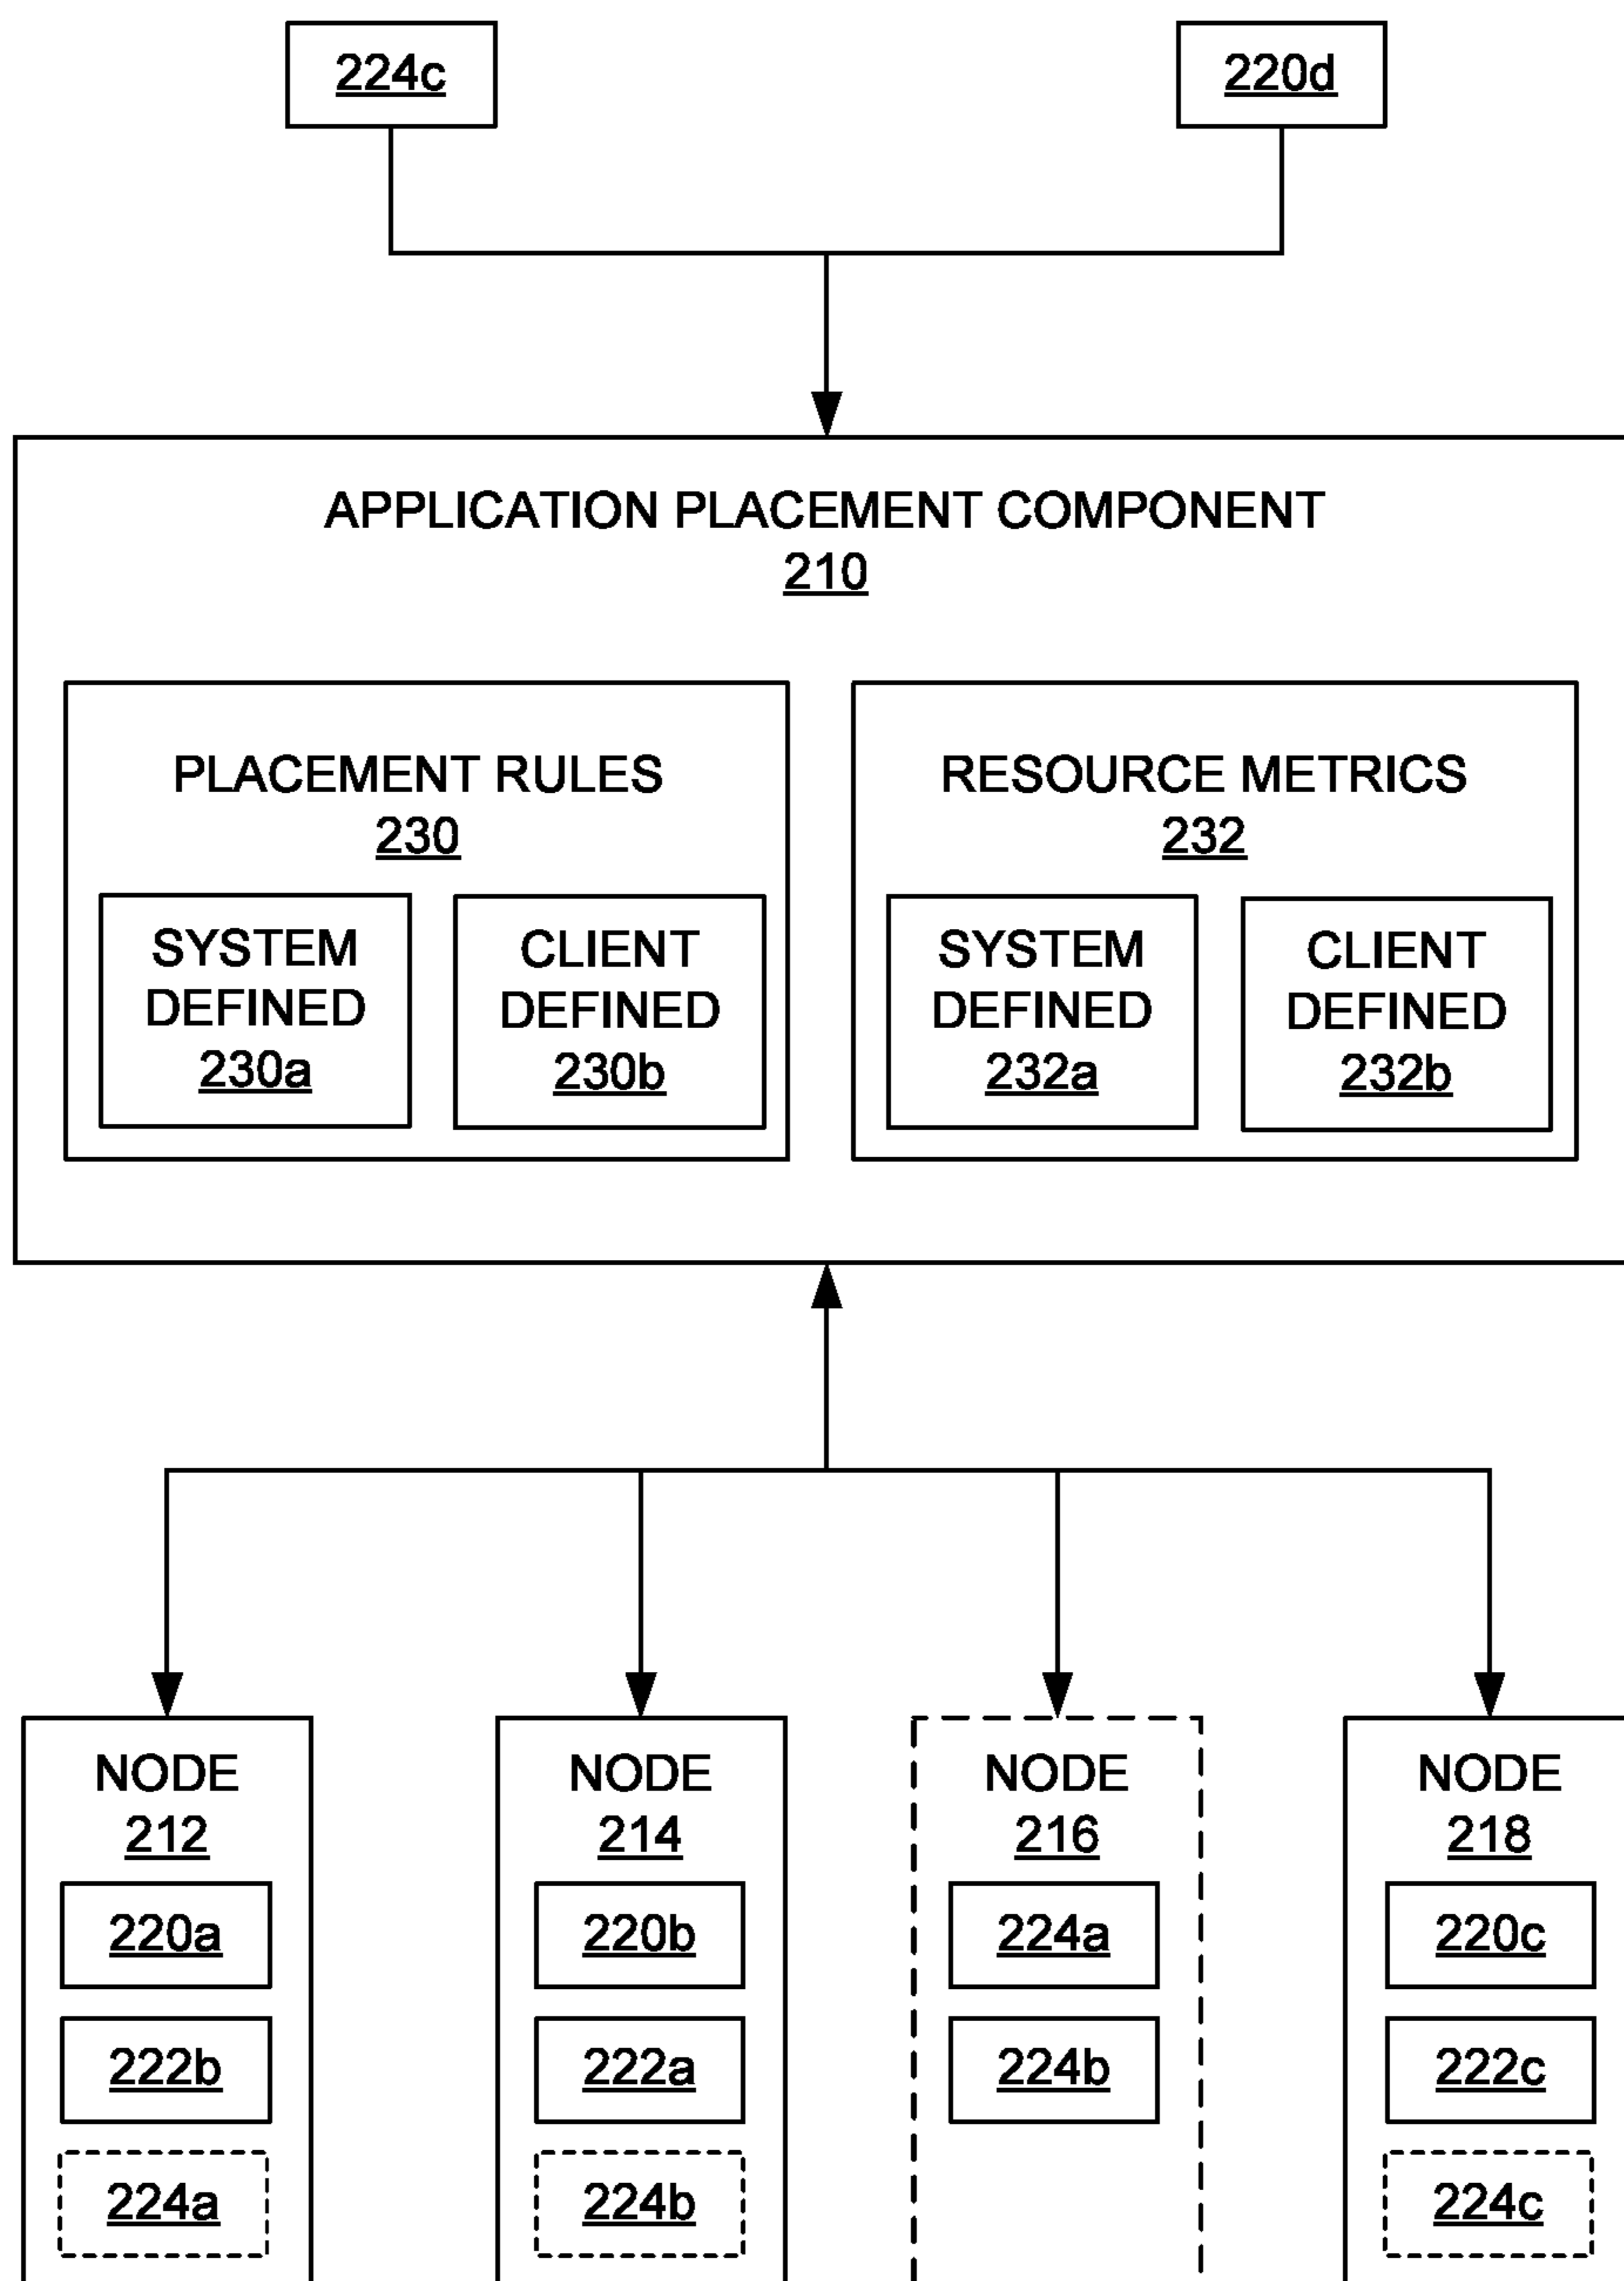 224c
220d
APPLICATION PLACEMENT COMPONENT
210
PLACEMENT RULES
230
SYSTEM
DEFINED
230a
CLIENT
DEFINED
230b
RESOURCE METRICS
232
SYSTEM
DEFINED
232a
CLIENT
DEFINED
232b
NODE
212
220a
222b
224a
NODE
214
220b
222a
224b
NODE
216
224a
224b
NODE
218
220c
222c
224c